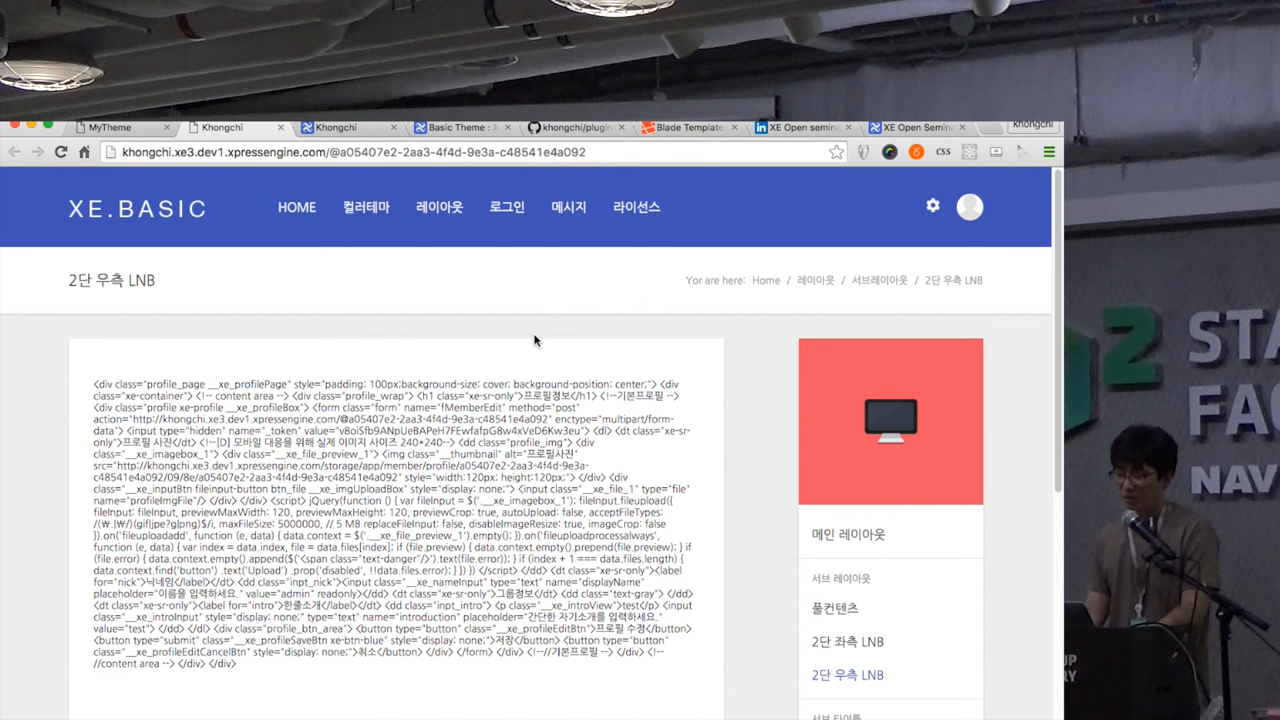 MyTheme
Khongchi
Khongchi
Basic Theme : X
khongchi/plugin
Blade Template
XE Open semina
XE Open Semina
Khongchi
khongchi.xe3.dev1.xpressengine.com/@a05407e2-2aa3-4f4d-9e3a-c48541e4a092
CSS
XE.BASIC
HOME 컬러테마 레이아웃 로그인 메시지 라이선스
2단 우측 LNB
Yor are here: Home / 레이아웃 / 서브레이아웃 / 2단 우측 LNB
<div class="profile_page __xe_profilePage" style="padding: 100px;background-size: cover; background-position: center;"> <div
class="xe-container"> <!-- content area --> <div class="profile_wrap"> <h1 class="xe-sr-only">프로필정보</h1> <!--기본프로필 -->
<div class="profile xe-profile __xe_profileBox"> <form class="form" name="fMemberEdit" method="post"
action="http://khongchi.xe3.dev1.xpressengine.com/@a05407e2-2aa3-4f4d-9e3a-c48541e4a092" enctype="multipart/form-
data"> <input type="hidden" name="_token" value="v8oi5fb9ANpUeBAPeH7FEwfafpG8w4xVeD6Kw3eu"> <dl> <dt class="xe-sr-
only">프로필 사진</dt> <!--[D] 모바일 대응을 위해 실제 이미지 사이즈 240*240--> <dd class="profile_img"> <div
class="__xe_imagebox_1"> <div class="__xe_file_preview_1"> <img class="__thumbnail" alt="프로필사진"
src="http://khongchi.xe3.dev1.xpressengine.com/storage/app/member/profile/a05407e2-2aa3-4f4d-9e3a-
c48541e4a092/09/8e/a05407e2-2aa3-4f4d-9e3a-c48541e4a092" style="width:120px; height:120px;"> </div> <div
class="__xe_inputBtn fileinput-button btn_file __xe_imgUploadBox" style="display: none;"> <input class="__xe_file_1" type="file"
name="profileImgFile"/> </div> </div> <script> jQuery(function () { var fileInput = $('.__xe_imagebox_1'); fileInput.fileupload({
fileInput: fileInput, previewMaxWidth: 120, previewMaxHeight: 120, previewCrop: true, autoUpload: false, acceptFileTypes:
/(₩.|₩/)(gif|jpe?g|png)$/i, maxFileSize: 5000000, // 5 MB replaceFileInput: false, disableImageResize: true, imageCrop: false
}).on('fileuploadadd', function (e, data) { data.context = $('.__xe_file_preview_1').empty(); }).on('fileuploadprocessalways',
function (e, data) { var index = data.index, file = data.files[index]; if (file.preview) { data.context.empty().prepend(file.preview); } if
(file.error) { data.context.empty().append($('<span class="text-danger"/>').text(file.error)); } if (index + 1 === data.files.length) {
data.context.find('button') .text('Upload') .prop('disabled', !!data.files.error); } }) }) </script> </dd> <dt class="xe-sr-only"><label
for="nick">닉네임</label></dt> <dd class="inpt_nick"><input class="__xe_nameInput" type="text" name="displayName"
placeholder="이름을 입력하세요." value="admin" readonly></dd> <dt class="xe-sr-only">그룹정보</dt> <dd class="text-gray"> </dd>
<dt class="xe-sr-only"><label for="intro">한줄소개</label></dt> <dd class="inpt_intro"> <p class="__xe_introView">test</p> <input
class="__xe_introInput" style="display: none;" type="text" name="introduction" placeholder="간단한 자기소개를 입력하세요."
value="test"> </dd> </dl> <div class="profile_btn_area"> <button type="button" class="__xe_profileEditBtn">프로필 수정</button>
<button type="submit" class="__xe_profileSaveBtn xe-btn-blue" style="display: none;">저장</button> <button type="button"
class="__xe_profileEditCancelBtn" style="display: none;">취소</button> </div> </form> </div> <!--//기본프로필 --> </div> <!--
//content area --> </div> </div>
메인 레이아웃
서브 레이아웃
풀컨텐츠
2단 좌측 LNB
2단 우측 LNB
서브 타이틀
2 STA
FA
NAV
UP
RY